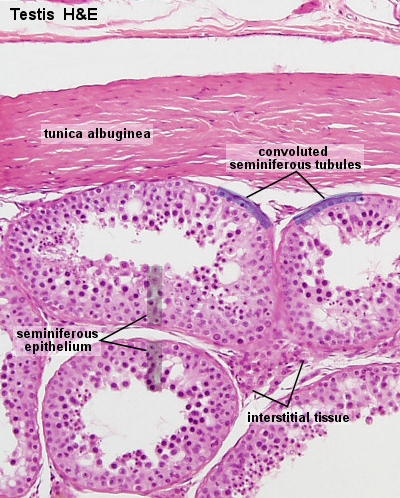 Testis H&E
tunica albuginea
convoluted
seminiferous tubules
seminiferous
epithelium
interstitial tissue